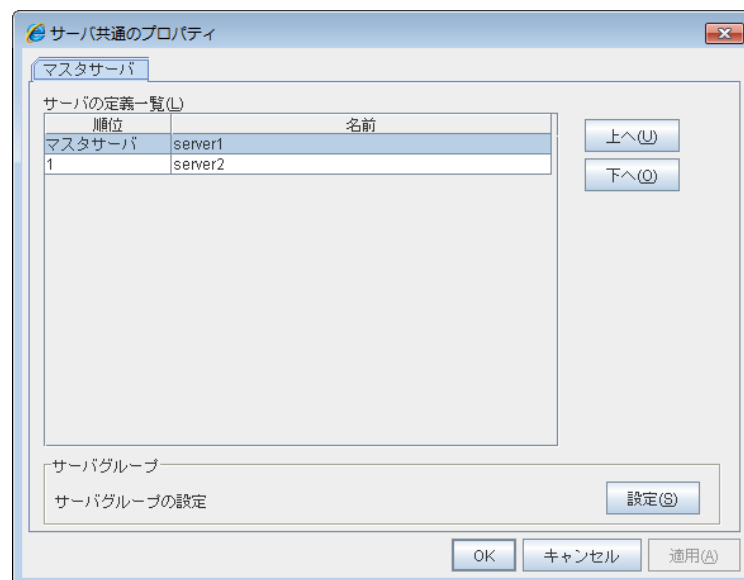 サーバ共通のプロパティ
マスタサーバ
サーバの定義一覧(L)
順位 名前
マスタサーバ server1
1 server2
上へ(U)
下へ(O)
サーバグループ
サーバグループの設定 設定(S)
OK キャンセル 適用(A)